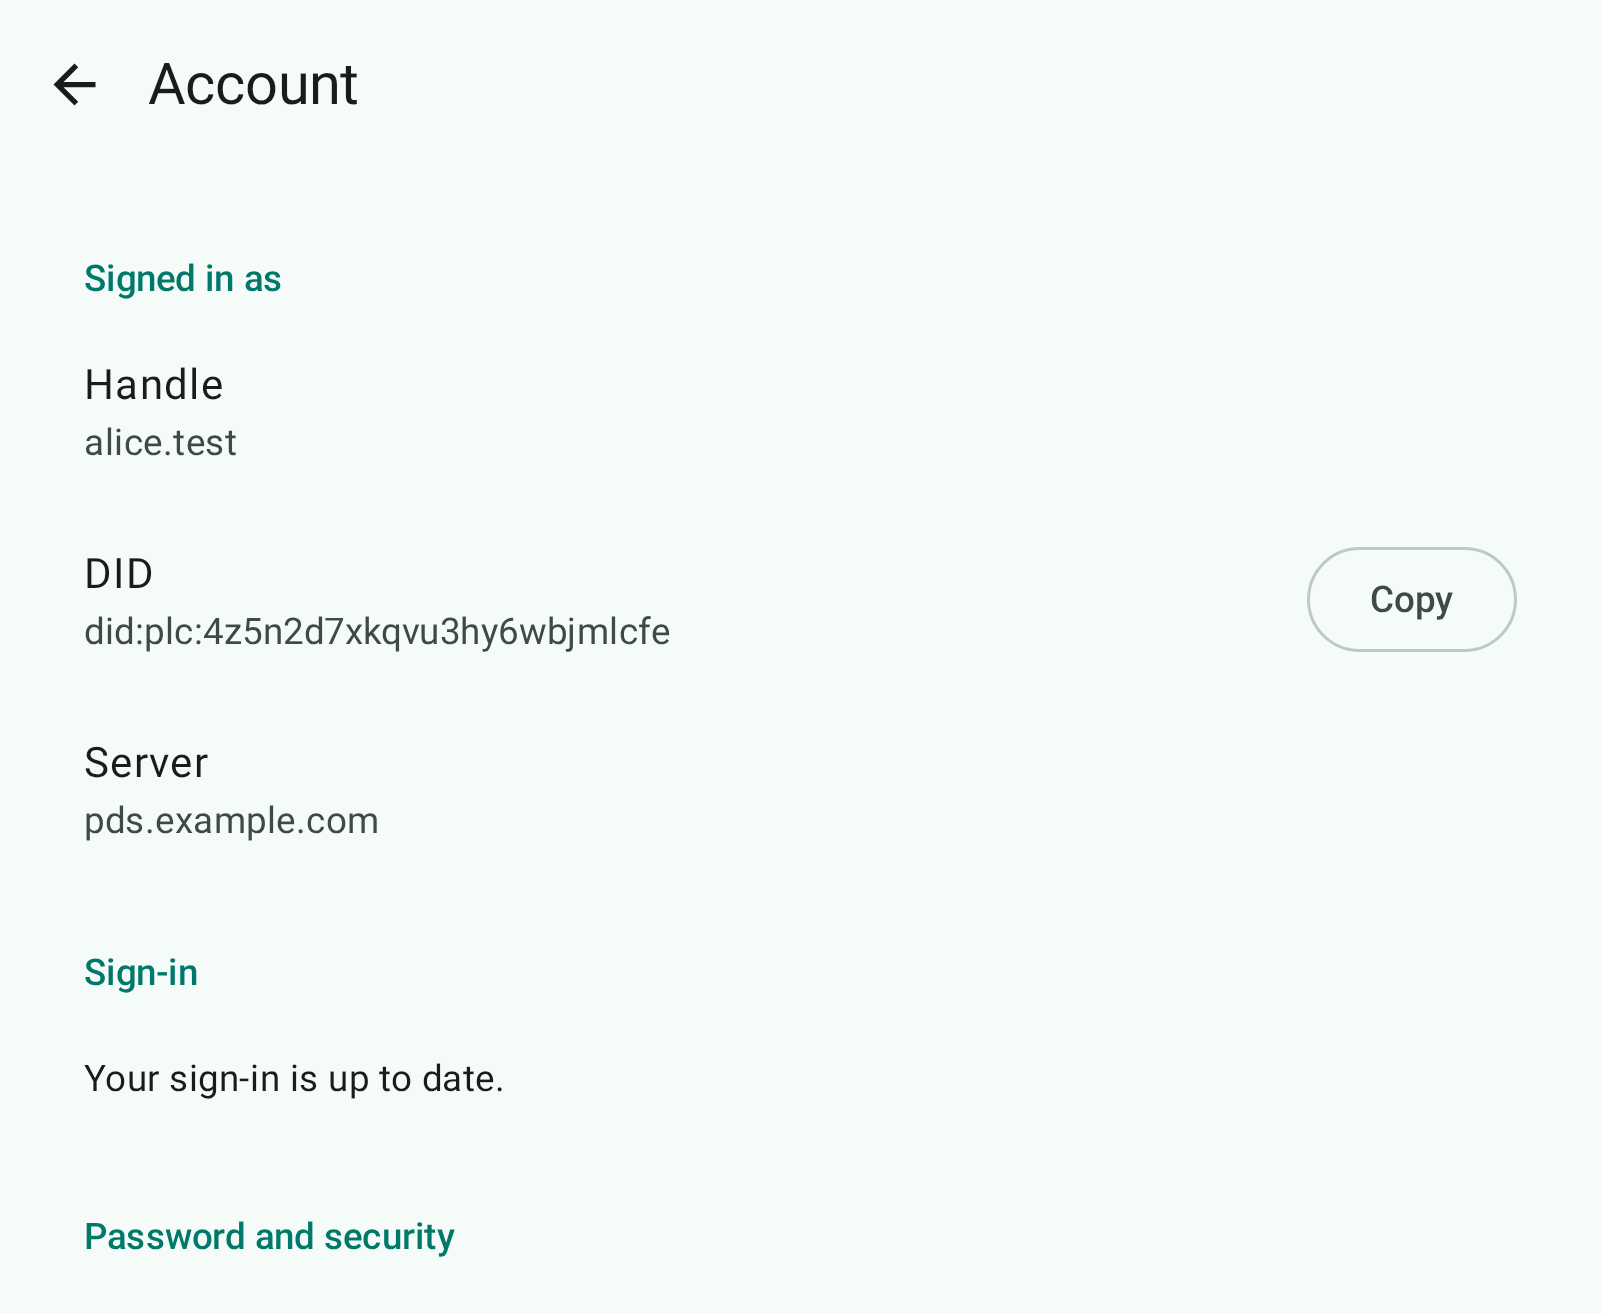 Account
Signed in as
Handle
alice.test
DID
did:plc:4z5n2d7xkqvu3hy6wbjmlcfe
Copy
Server
pds.example.com
Sign-in
Your sign-in is up to date.
Password and security